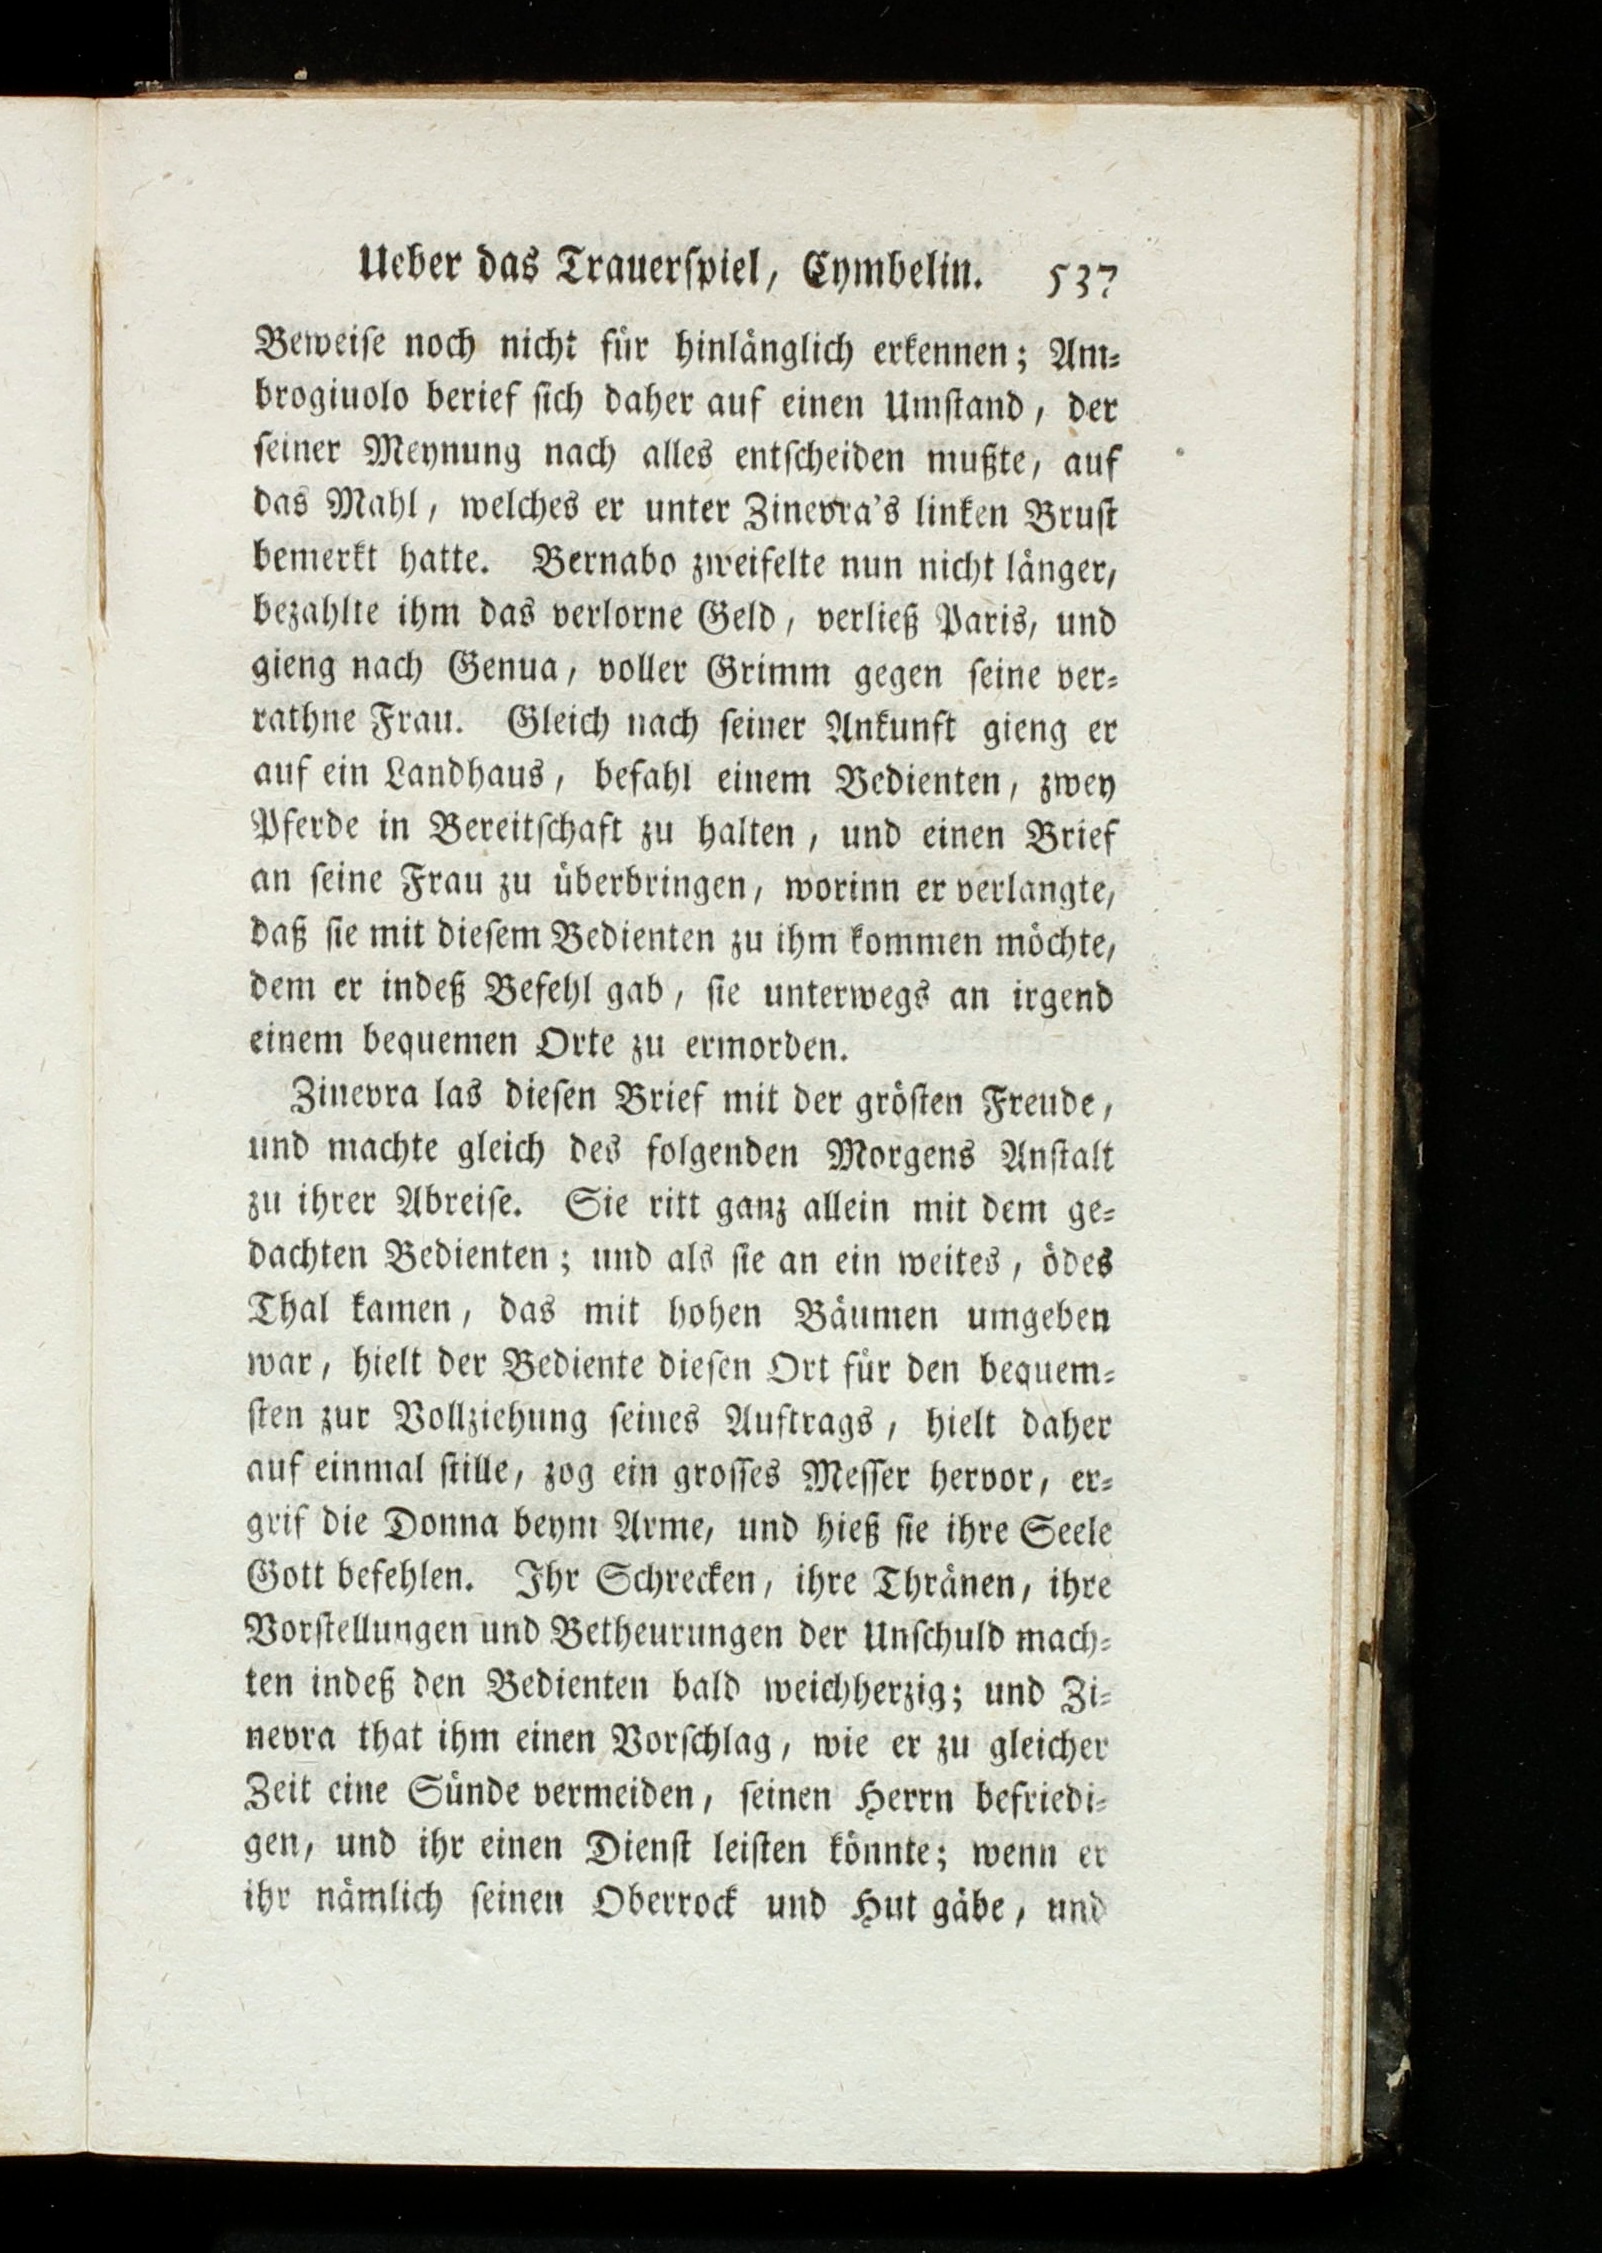 Ueber das Trauerſpiel, Cymbelin. 537
Beweiſe noch nicht für hinlänglich erkennen; Am⸗
brogiuolo berief ſich daher auf einen Umſtand, der
ſeiner Meynung nach alles entſcheiden mußte, auf
das Mahl, welches er unter Zinevra's linken Bruſt
bemerkt hatte. Bernabo zweifelte nun nicht länger,
bezahlte ihm das verlorne Geld, verließ Paris, und
gieng nach Genua, voller Grimm gegen ſeine ver⸗
rathne Frau. Gleich nach ſeiner Ankunft gieng er
auf ein Landhaus, befahl einem Bedienten, zwey
Pferde in Bereitſchaft zu halten, und einen Brief
an ſeine Frau zu überbringen, worinn er verlangte,
daß ſie mit dieſem Bedienten zu ihm kommen möchte,
dem er indeß Befehl gab, ſie unterwegs an irgend
einem bequemen Orte zu ermorden.
Zinevra las dieſen Brief mit der gröſten Freude,
und machte gleich des folgenden Morgens Anſtalt
zu ihrer Abreiſe. Sie ritt ganz allein mit dem ge⸗
dachten Bedienten; und als ſie an ein weites, ödes
Thal kamen, das mit hohen Bäumen umgeben
war, hielt der Bediente dieſen Ort für den bequem⸗
ſten zur Vollziehung ſeines Auftrags, hielt daher
auf einmal ſtille, zog ein groſſes Meſſer hervor, er⸗
grif die Donna beym Arme, und hieß ſie ihre Seele
Gott befehlen. Ihr Schrecken, ihre Thränen, ihre
Vorſtellungen und Betheurungen der Unſchuld mach⸗
ten indeß den Bedienten bald weichherzig; und Zi⸗
nevra that ihm einen Vorſchlag, wie er zu gleicher
Zeit eine Sünde vermeiden, ſeinen Herrn befriedi⸗
gen, und ihr einen Dienſt leiſten könnte; wenn er
ihr nämlich ſeinen Oberrock und Hut gäbe, und